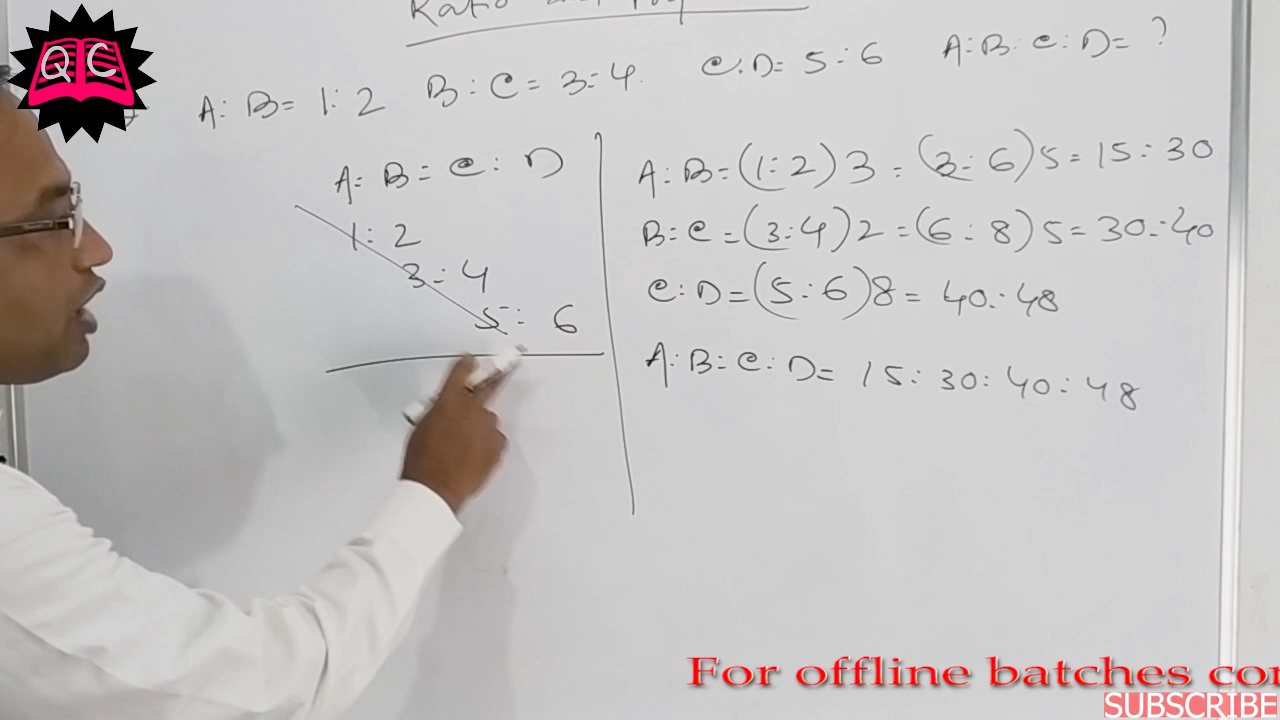 QC
Ratio and
A: B= 1:2 B:C= 3=4. C:D= 5:6 A:B:C:D= ?
A= B= C: D
1: 2
3:4
5: 6
A:B=(1:2)3=(3:6)5=15:30
B=C=(3:4)2=(6:8)5=30:40
C:D=(5:6)8=40:48
A:B=C:D= 15:30:40:48
For offline batches co
SUBSCRIBE